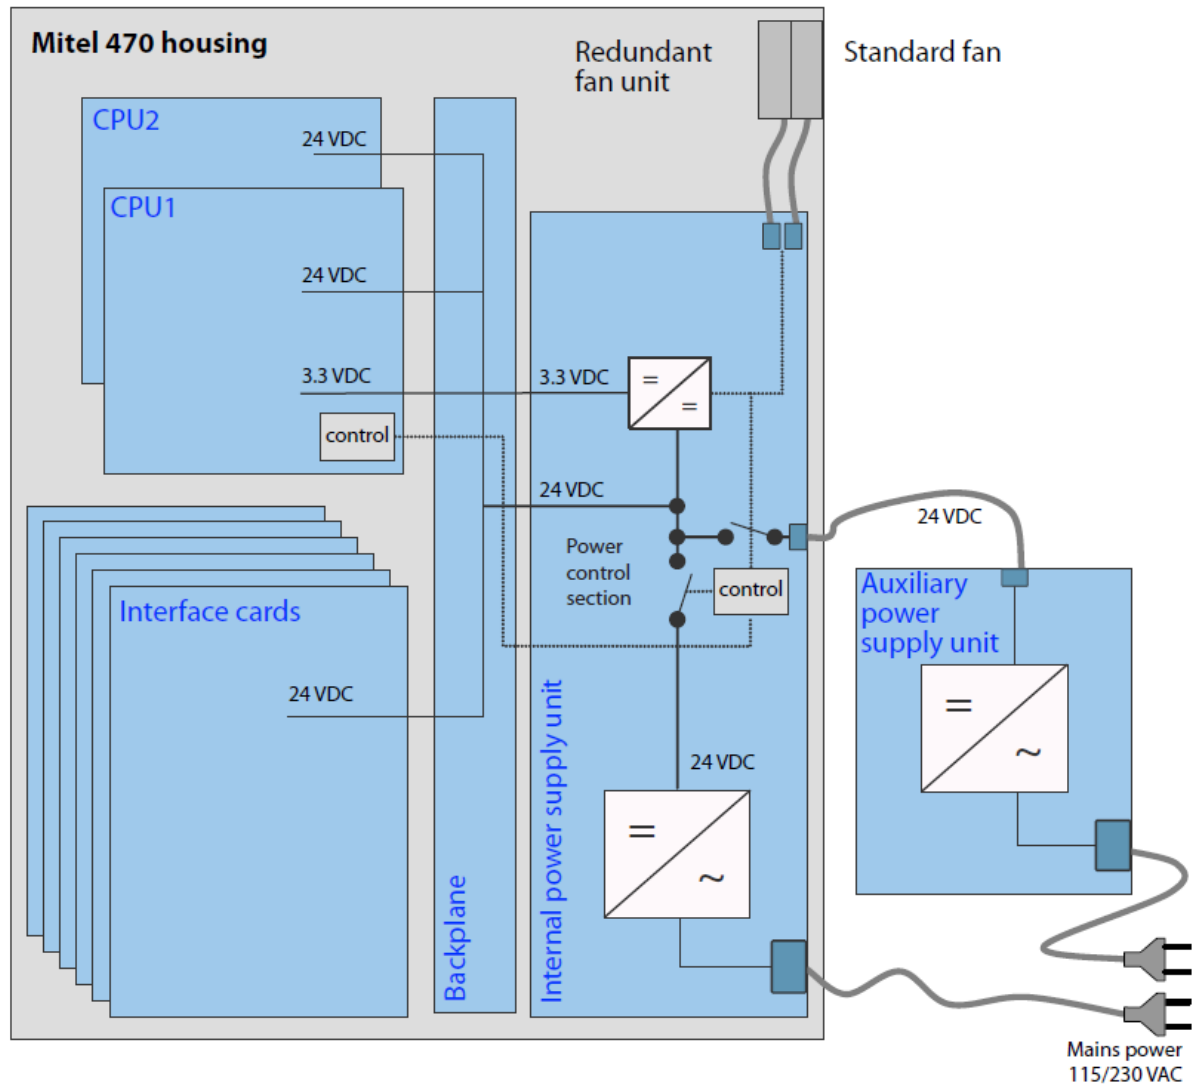 Mitel 470 housing
Redundant
fan unit
Standard fan
CPU2
24 VDC
CPU1
24 VDC
3.3 VDC
3.3 VDC
=
=
control
24 VDC
24 VDC
Power
control
section
control
Auxiliary
power
supply unit
Interface cards
24 VDC
=
~
24 VDC
=
~
Backplane
Internal power supply unit
Mains power
115/230 VAC